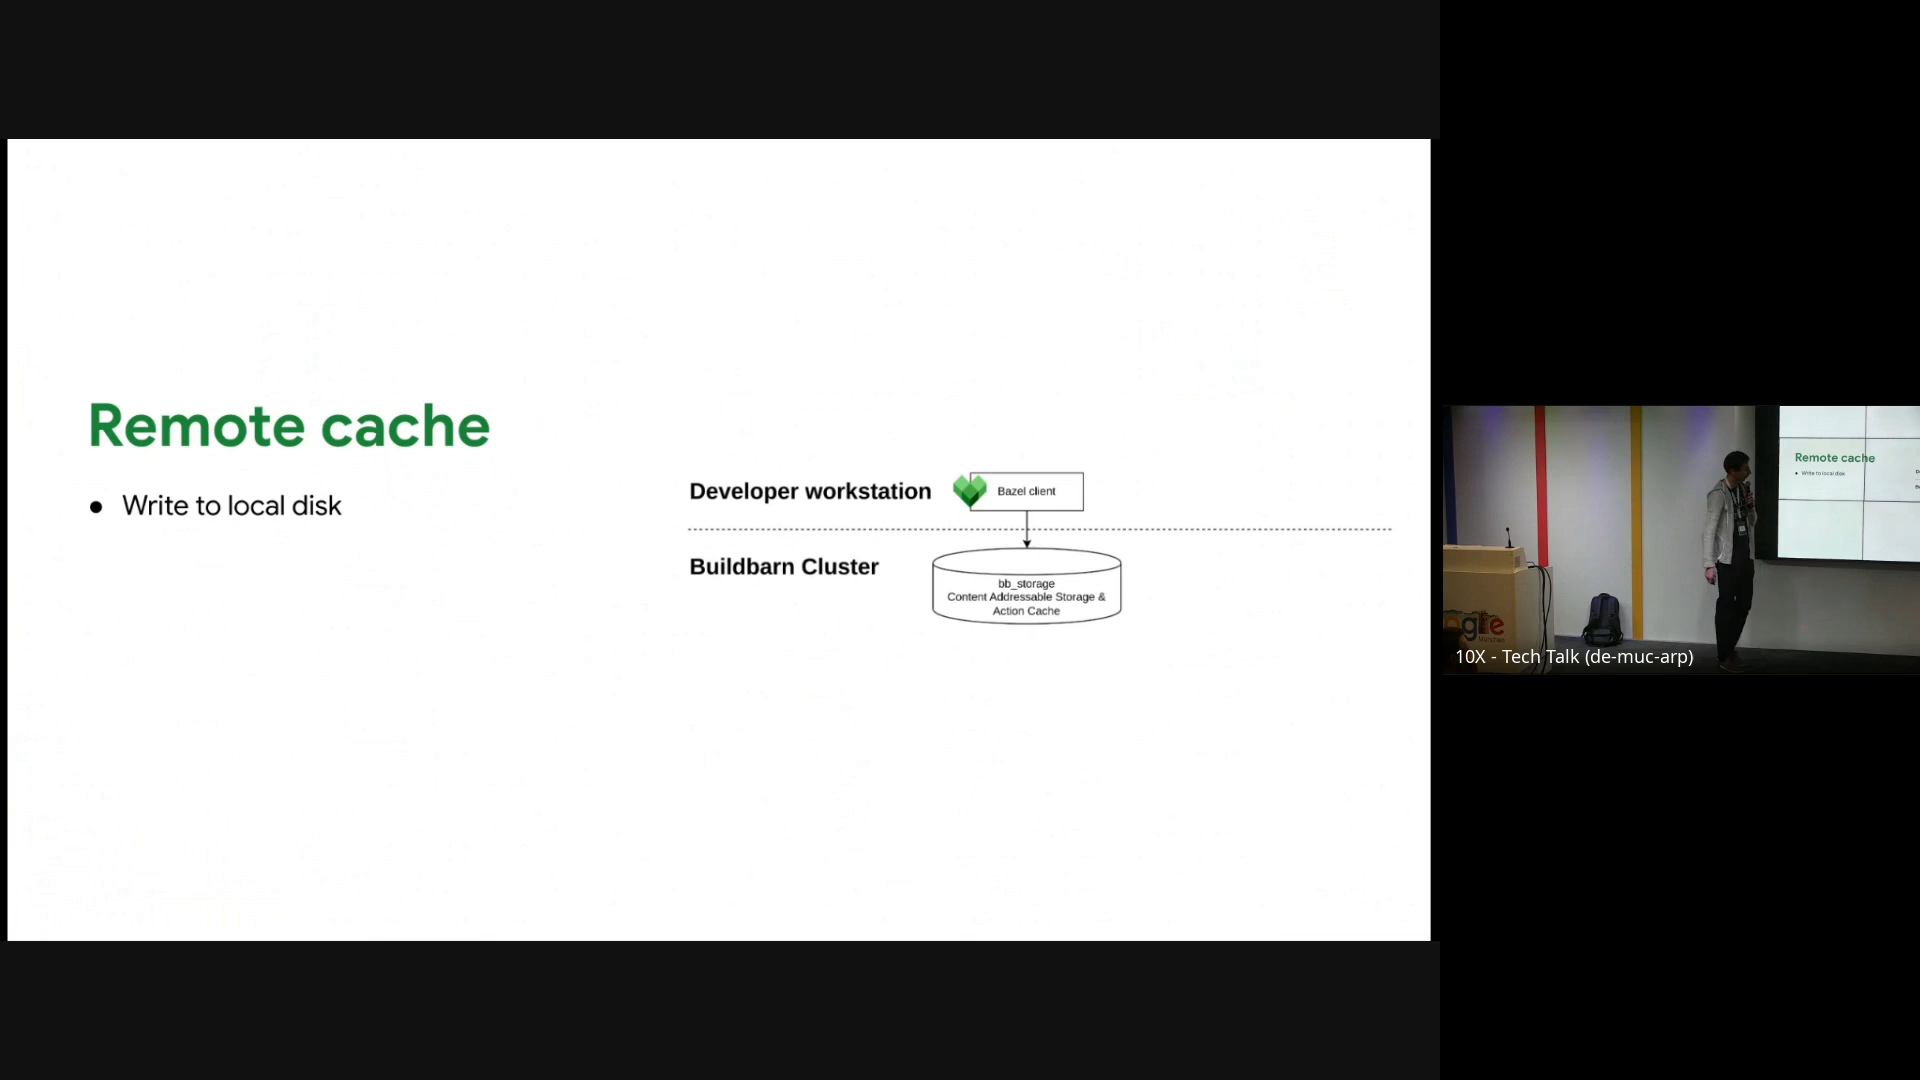 Remote cache
● Write to local disk
Developer workstation
Bazel client
Buildbarn Cluster
bb_storage
Content Addressable Storage &
Action Cache
Remote cache
● Write to local disk
gle
10X - Tech Talk (de-muc-arp)